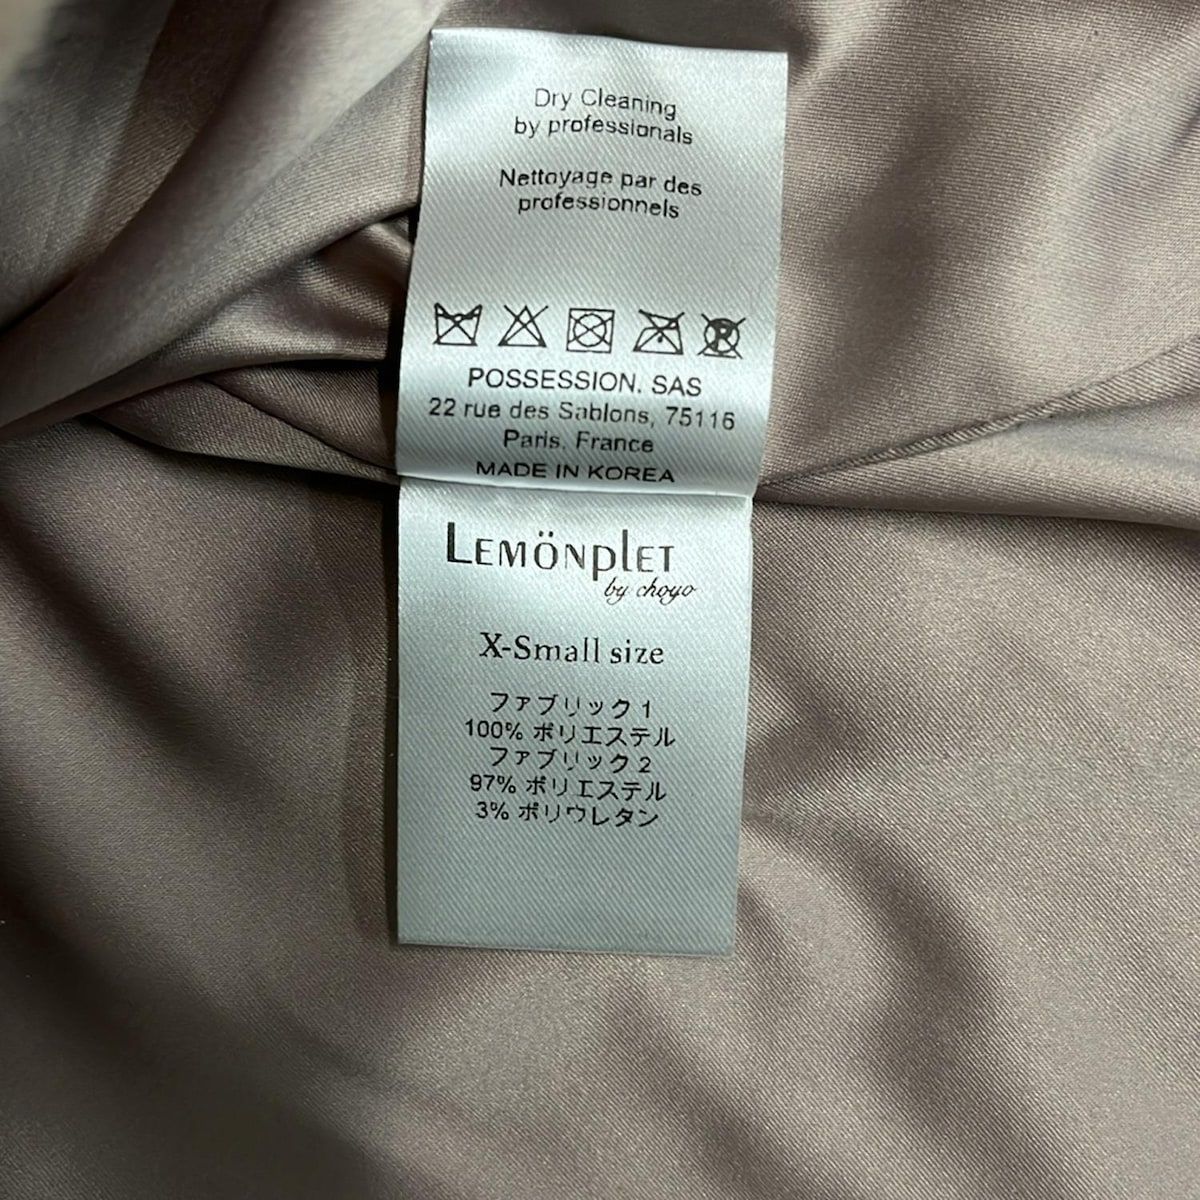 Dry Cleaning
by professionals
Nettoyage par des
professionnels
POSSESSION. SAS
22 rue des Sablons, 75116
Paris. France
MADE IN KOREA
LEMÖNPLET
by choyo
X-Small size
ファブリック1
100% ポリエステル
ファブリック2
97% ポリエステル
3% ポリウレタン